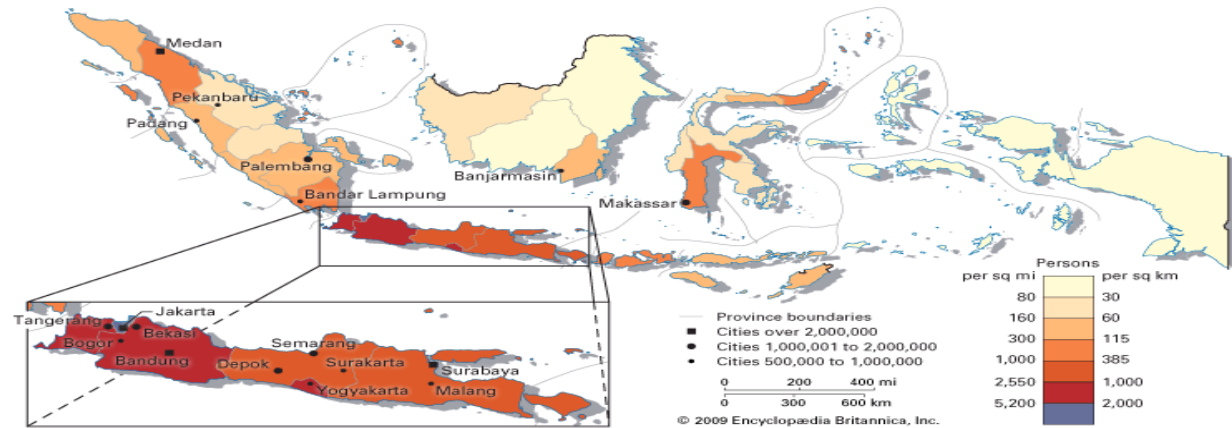 Medan
Pekanbaru
Padang
Palembang
Bandar Lampung
Banjarmasin
Makassar
Jakarta
Tangerang
Bekasi
Bogor
Bandung
Semarang
Depok
Surakarta
Yogyakarta
Surabaya
Malang
Province boundaries
Cities over 2,000,000
Cities 1,000,001 to 2,000,000
Cities 500,000 to 1,000,000
0 200 400 mi
0 300 600 km
© 2009 Encyclopædia Britannica, Inc.
Persons
per sq mi per sq km
80 30
160 60
300 115
1,000 385
2,550 1,000
5,200 2,000